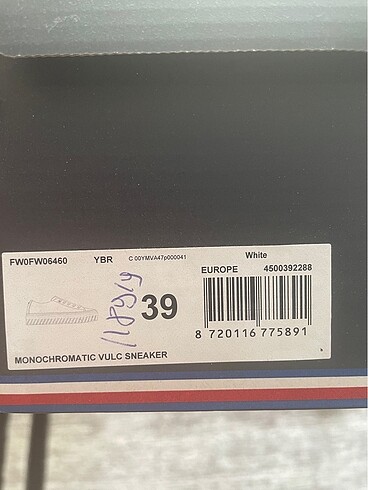 FW0FW06460 YBR C 00YMVA47p000041 White
EUROPE 4500392288
39
8 720116 775891
MONOCHROMATIC VULC SNEAKER